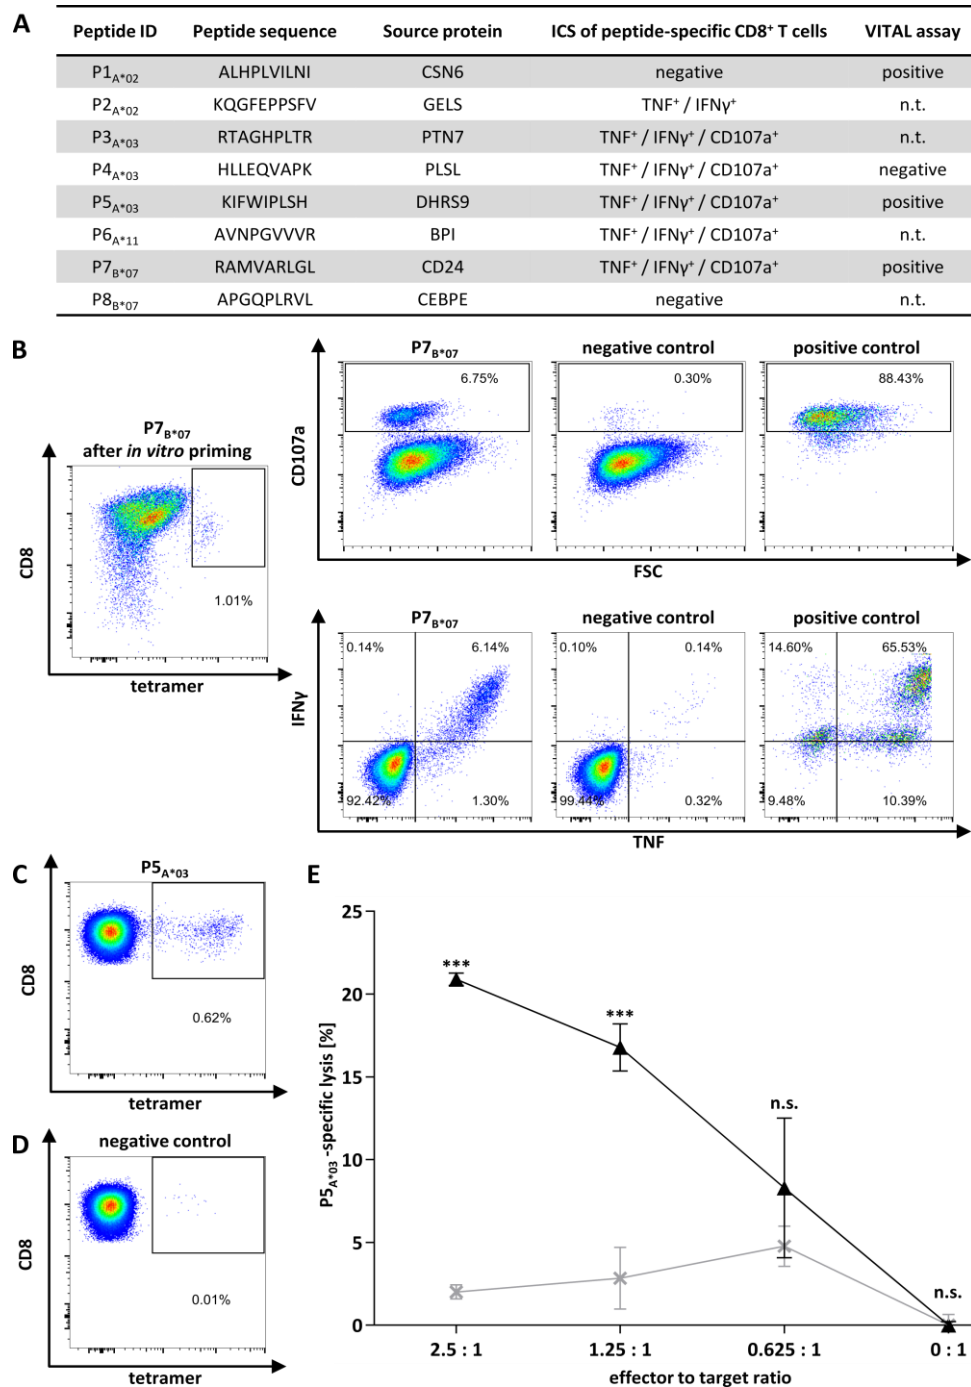 A
Peptide ID Peptide sequence Source protein ICS of peptide-specific CD8⁺ T cells VITAL assay
P1A*02 ALHPLVILNI CSN6 negative positive
P2A*02 KQGFEPPSFV GELS TNF⁺ / IFNγ⁺ n.t.
P3A*03 RTAGHPLTR PTN7 TNF⁺ / IFNγ⁺ / CD107a⁺ n.t.
P4A*03 HLLEQVAPK PLSL TNF⁺ / IFNγ⁺ / CD107a⁺ negative
P5A*03 KIFWIPLSH DHRS9 TNF⁺ / IFNγ⁺ / CD107a⁺ positive
P6A*11 AVNPGVVVR BPI TNF⁺ / IFNγ⁺ / CD107a⁺ n.t.
P7B*07 RAMVARLGL CD24 TNF⁺ / IFNγ⁺ / CD107a⁺ positive
P8B*07 APGQPLRVL CEBPE negative n.t.
B
P7B*07
after in vitro priming
CD8
1.01%
tetramer
P7B*07 negative control positive control
CD107a
6.75% 0.30% 88.43%
FSC
P7B*07 negative control positive control
IFNγ
0.14% 6.14% 0.10% 0.14% 14.60% 65.53%
92.42% 1.30% 99.44% 0.32% 9.48% 10.39%
TNF
C
P5A*03
CD8
0.62%
tetramer
D
negative control
CD8
0.01%
tetramer
E
P5A*03-specific lysis [%]
25
20
15
10
5
0
***
***
n.s.
n.s.
2.5 : 1 1.25 : 1 0.625 : 1 0 : 1
effector to target ratio